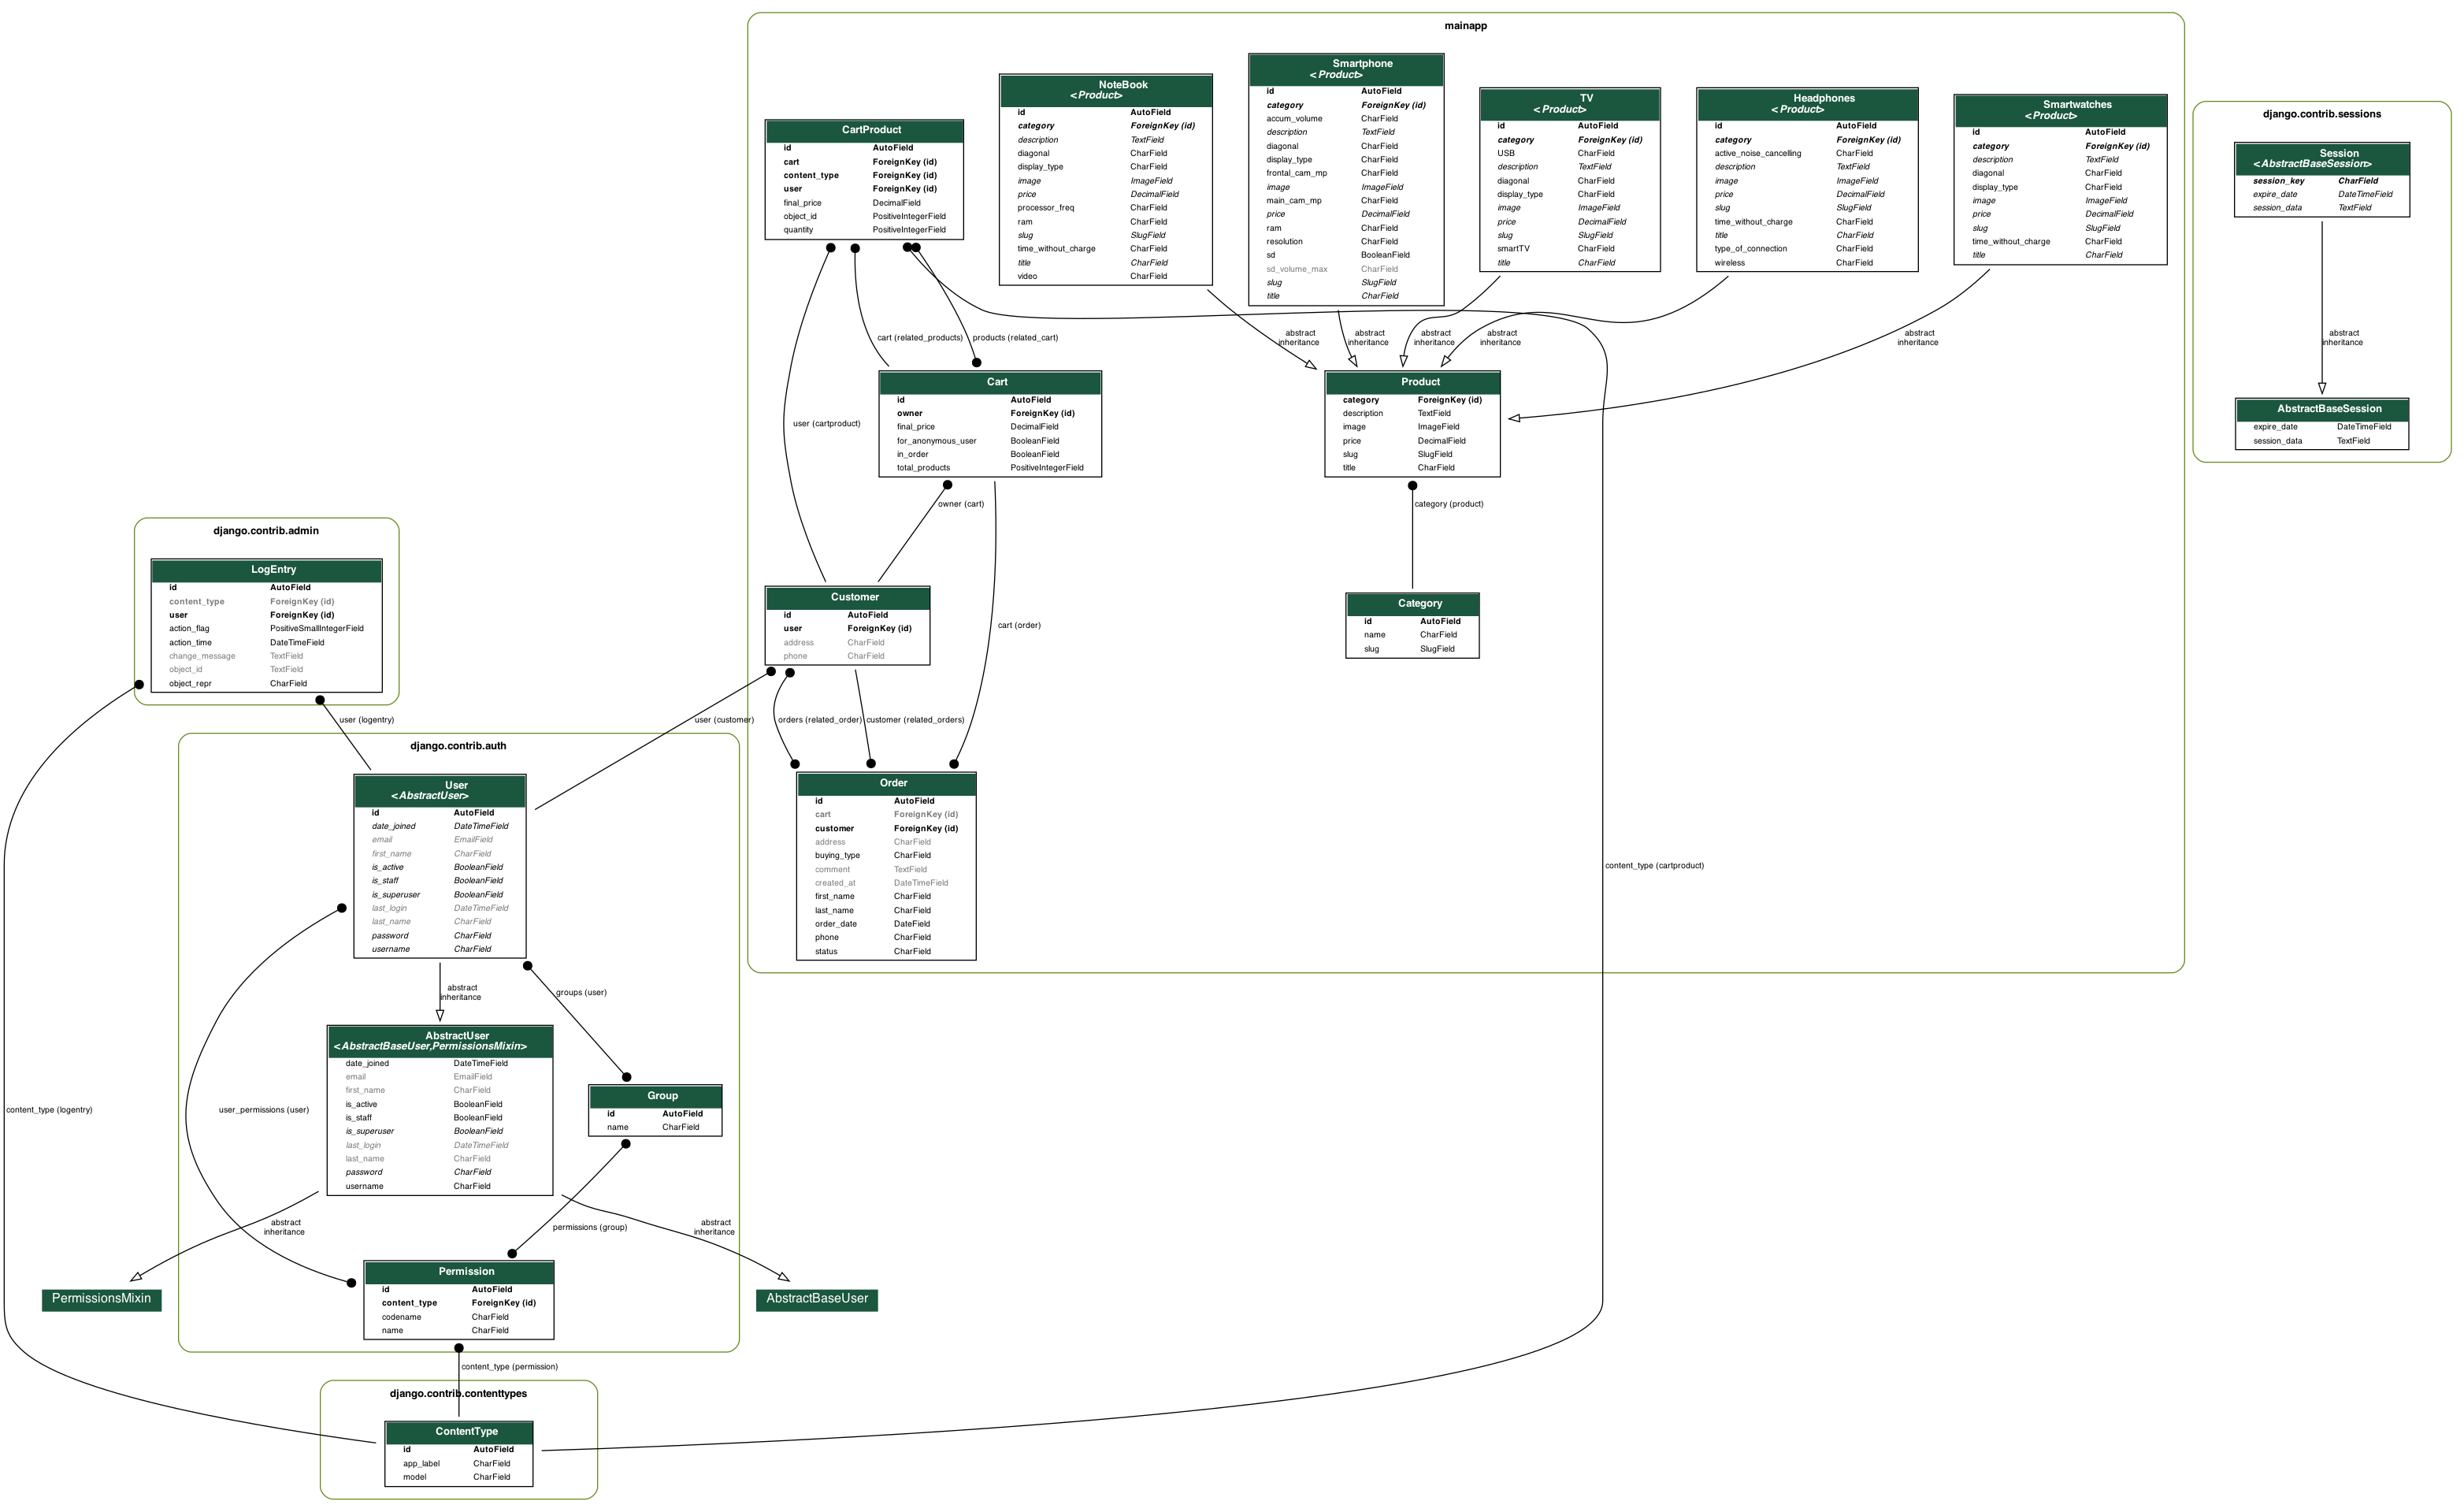 mainapp
CartProduct
id AutoField
cart ForeignKey (id)
content_type ForeignKey (id)
user ForeignKey (id)
final_price DecimalField
object_id PositiveIntegerField
quantity PositiveIntegerField
NoteBook
<Product>
id AutoField
category ForeignKey (id)
description TextField
diagonal CharField
display_type CharField
image ImageField
price DecimalField
processor_freq CharField
ram CharField
slug SlugField
time_without_charge CharField
title CharField
video CharField
Smartphone
<Product>
id AutoField
category ForeignKey (id)
accum_volume CharField
description TextField
diagonal CharField
display_type CharField
frontal_cam_mp CharField
image ImageField
main_cam_mp CharField
price DecimalField
ram CharField
resolution CharField
sd BooleanField
sd_volume_max CharField
slug SlugField
title CharField
TV
<Product>
id AutoField
category ForeignKey (id)
USB CharField
description TextField
diagonal CharField
display_type CharField
image ImageField
price DecimalField
slug SlugField
smartTV CharField
title CharField
Headphones
<Product>
id AutoField
category ForeignKey (id)
active_noise_cancelling CharField
description TextField
image ImageField
price DecimalField
slug SlugField
time_without_charge CharField
title CharField
type_of_connection CharField
wireless CharField
Smartwatches
<Product>
id AutoField
category ForeignKey (id)
description TextField
diagonal CharField
display_type CharField
image ImageField
price DecimalField
slug SlugField
time_without_charge CharField
title CharField
django.contrib.sessions
Session
<AbstractBaseSession>
session_key CharField
expire_date DateTimeField
session_data TextField
cart (related_products)
products (related_cart)
abstract
inheritance
abstract
inheritance
abstract
inheritance
abstract
inheritance
abstract
inheritance
abstract
inheritance
user (cartproduct)
Cart
id AutoField
owner ForeignKey (id)
final_price DecimalField
for_anonymous_user BooleanField
in_order BooleanField
total_products PositiveIntegerField
Product
category ForeignKey (id)
description TextField
image ImageField
price DecimalField
slug SlugField
title CharField
AbstractBaseSession
expire_date DateTimeField
session_data TextField
owner (cart)
category (product)
django.contrib.admin
LogEntry
id AutoField
content_type ForeignKey (id)
user ForeignKey (id)
action_flag PositiveSmallIntegerField
action_time DateTimeField
change_message TextField
object_id TextField
object_repr CharField
Customer
id AutoField
user ForeignKey (id)
address CharField
phone CharField
cart (order)
Category
id AutoField
name CharField
slug SlugField
user (logentry)
user (customer)
orders (related_order)
customer (related_orders)
django.contrib.auth
User
<AbstractUser>
id AutoField
date_joined DateTimeField
email EmailField
first_name CharField
is_active BooleanField
is_staff BooleanField
is_superuser BooleanField
last_login DateTimeField
last_name CharField
password CharField
username CharField
Order
id AutoField
cart ForeignKey (id)
customer ForeignKey (id)
address CharField
buying_type CharField
comment TextField
created_at DateTimeField
first_name CharField
last_name CharField
order_date DateField
phone CharField
status CharField
content_type (cartproduct)
abstract
inheritance
groups (user)
AbstractUser
<AbstractBaseUser,PermissionsMixin>
date_joined DateTimeField
email EmailField
first_name CharField
is_active BooleanField
is_staff BooleanField
is_superuser BooleanField
last_login DateTimeField
last_name CharField
password CharField
username CharField
content_type (logentry)
user_permissions (user)
Group
id AutoField
name CharField
abstract
inheritance
permissions (group)
abstract
inheritance
PermissionsMixin
Permission
id AutoField
content_type ForeignKey (id)
codename CharField
name CharField
AbstractBaseUser
content_type (permission)
django.contrib.contenttypes
ContentType
id AutoField
app_label CharField
model CharField